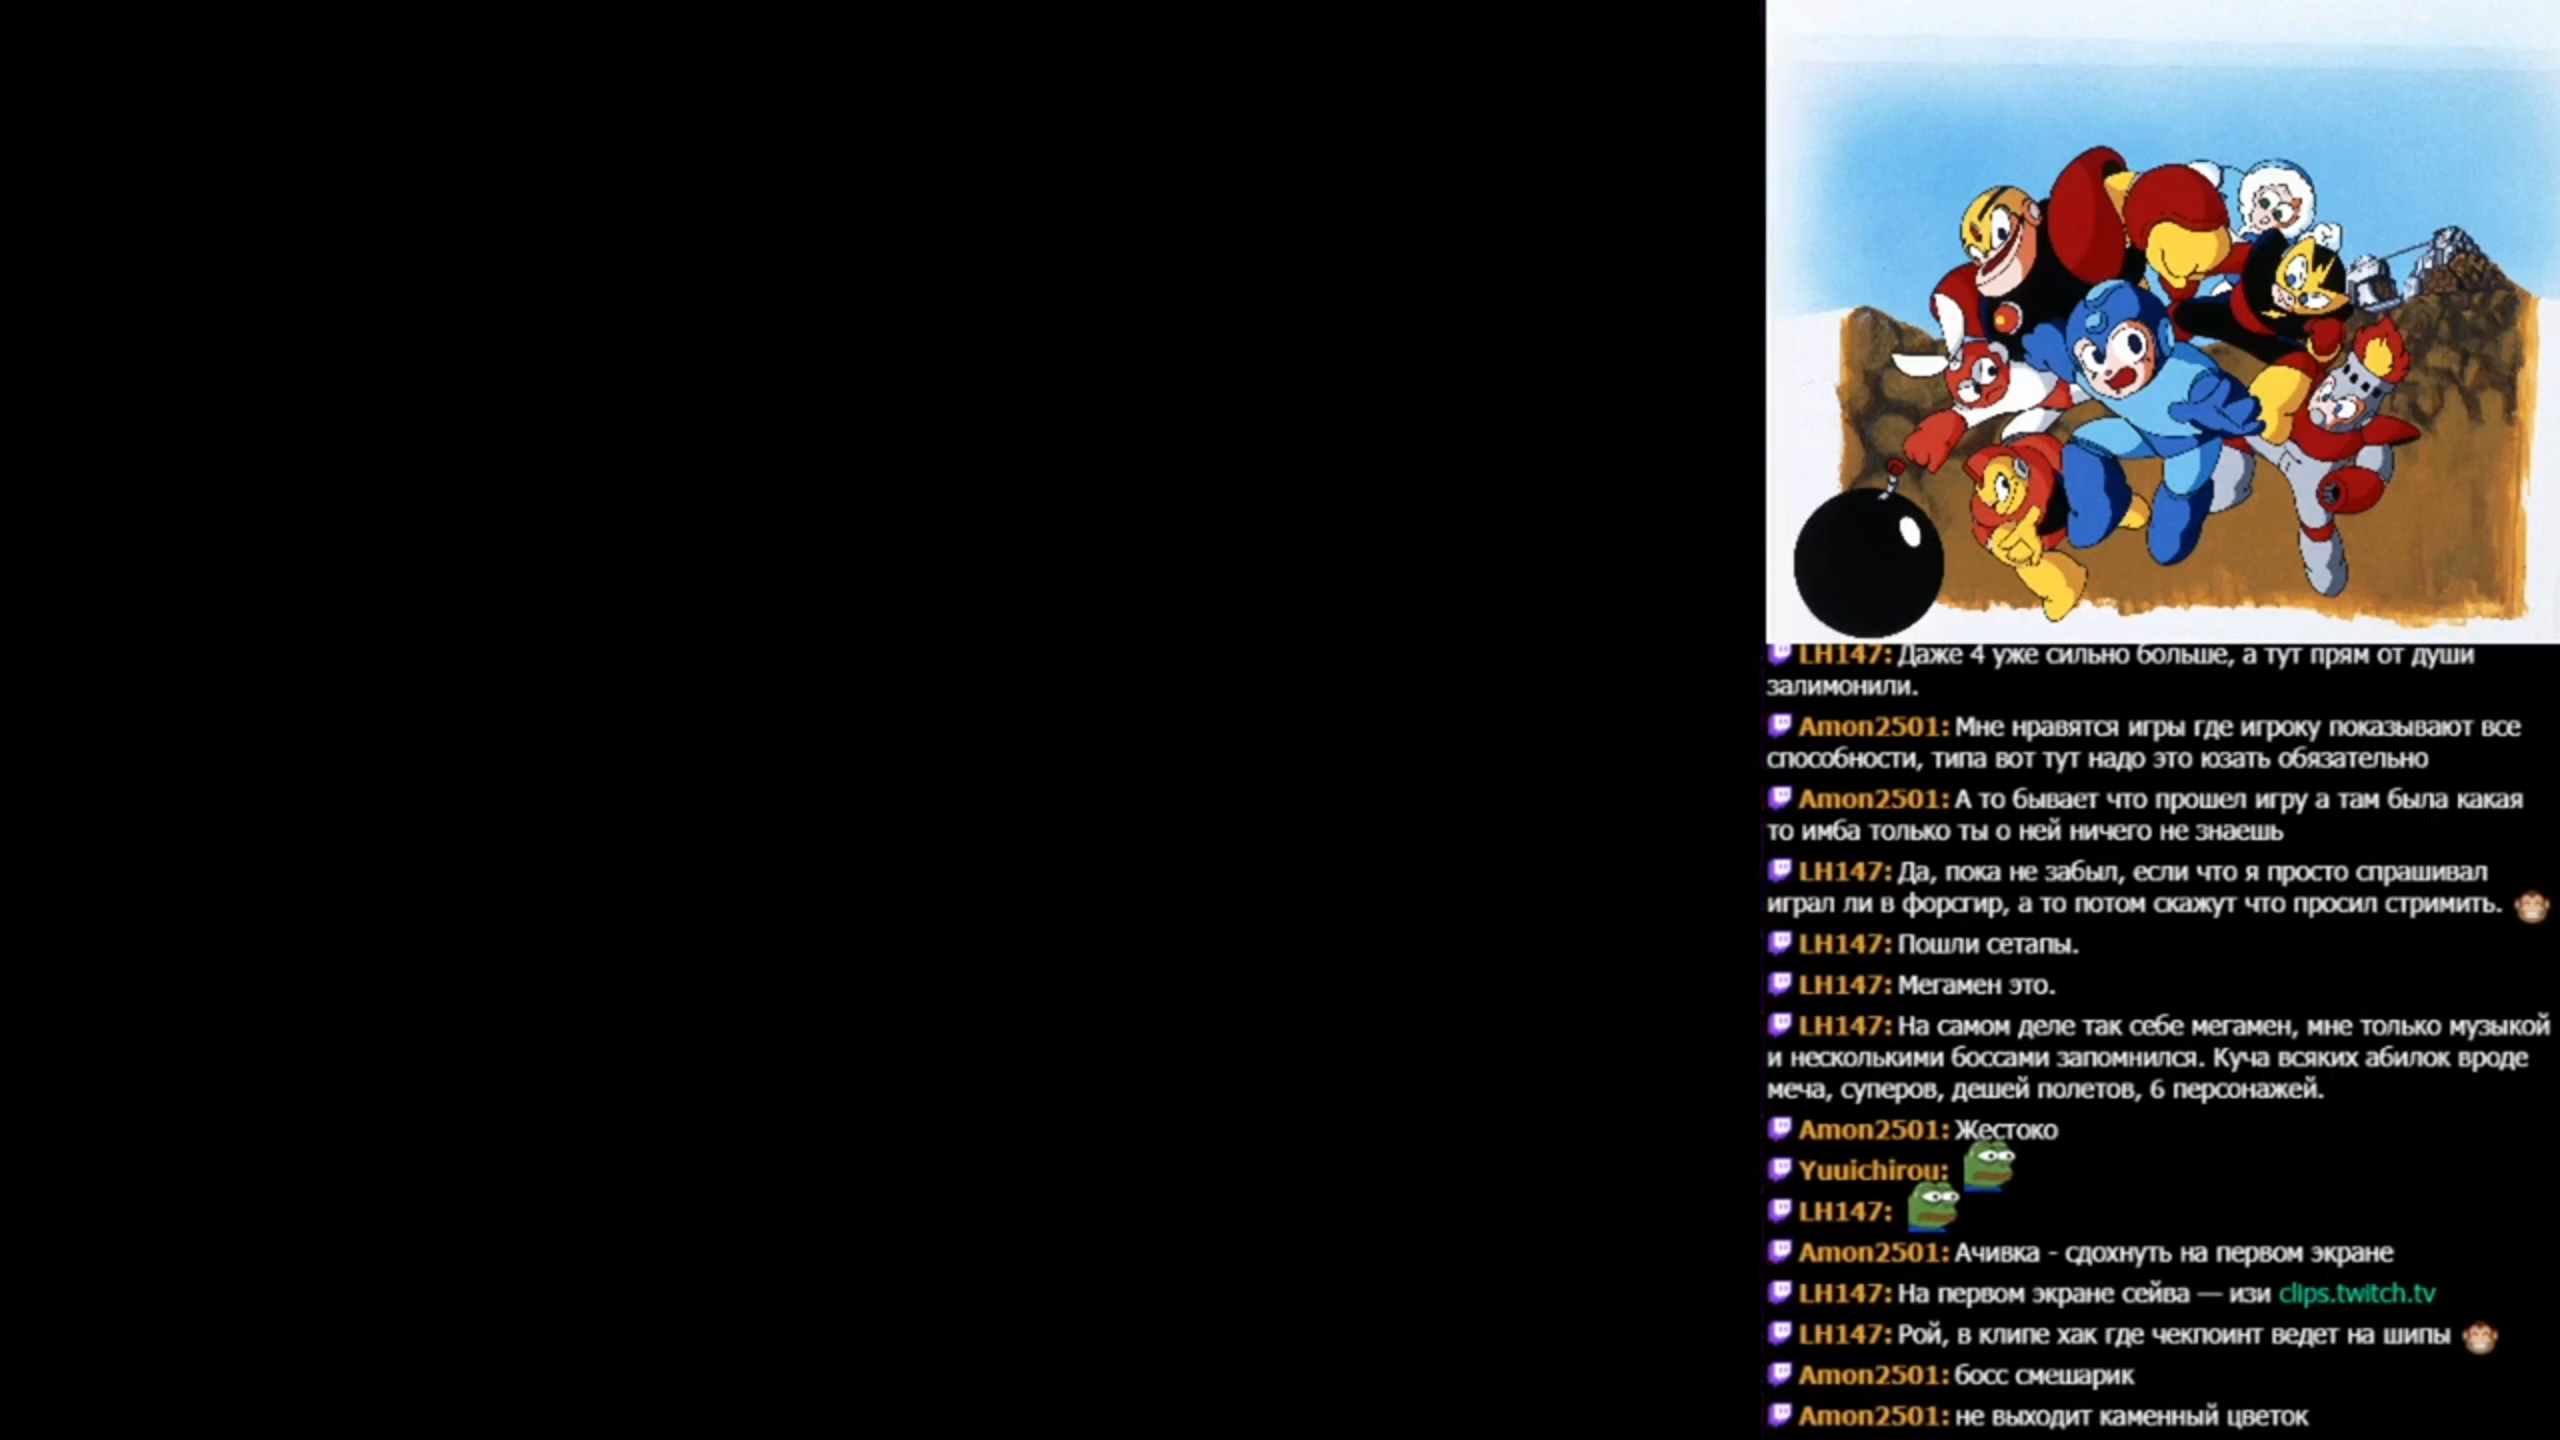 LH147: Даже 4 уже сильно больше, а тут прям от души
залимонили.
Amon2501: Мне нравятся игры где игроку показывают все
способности, типа вот тут надо это юзать обязательно
Amon2501: А то бывает что прошел игру а там была какая
то имба только ты о ней ничего не знаешь
LH147: Да, пока не забыл, если что я просто спрашивал
играл ли в форсгир, а то потом скажут что просил стримить.
LH147: Пошли сетапы.
LH147: Мегамен это.
LH147: На самом деле так себе мегамен, мне только музыкой
и несколькими боссами запомнился. Куча всяких абилок вроде
меча, суперов, дешей полетов, 6 персонажей.
Amon2501: Жестоко
Yuuichirou:
LH147:
Amon2501: Ачивка - сдохнуть на первом экране
LH147: На первом экране сейва — изи clips.twitch.tv
LH147: Рой, в клипе хак где чекпоинт ведет на шипы
Amon2501: босс смешарик
Amon2501: не выходит каменный цветок